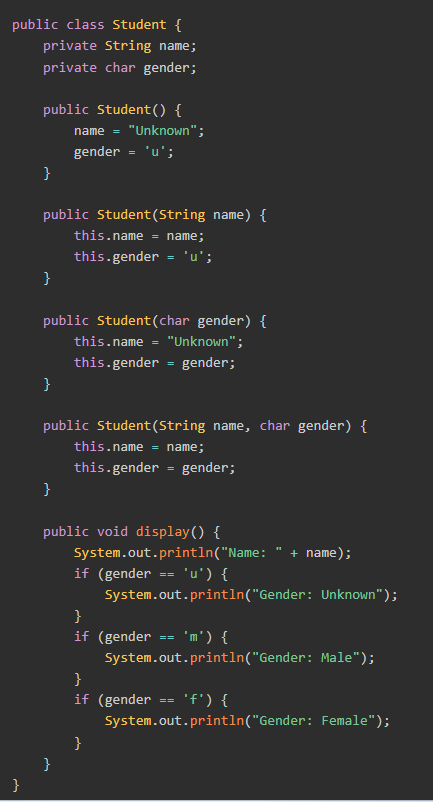 public class Student {
    private String name;
    private char gender;

    public Student() {
        name = "Unknown";
        gender = 'u';
    }

    public Student(String name) {
        this.name = name;
        this.gender = 'u';
    }

    public Student(char gender) {
        this.name = "Unknown";
        this.gender = gender;
    }

    public Student(String name, char gender) {
        this.name = name;
        this.gender = gender;
    }

    public void display() {
        System.out.println("Name: " + name);
        if (gender == 'u') {
            System.out.println("Gender: Unknown");
        }
        if (gender == 'm') {
            System.out.println("Gender: Male");
        }
        if (gender == 'f') {
            System.out.println("Gender: Female");
        }
    }
}